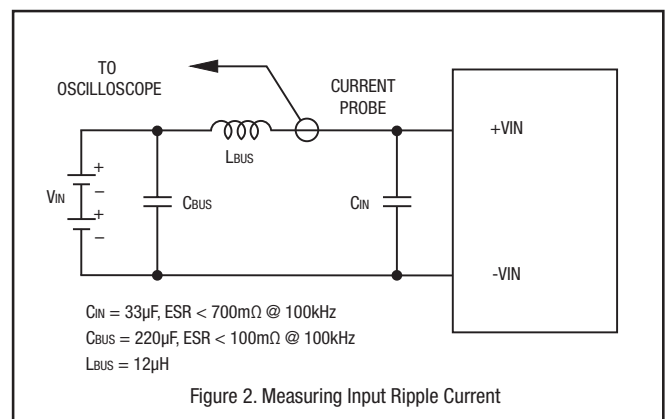 TO
OSCILLOSCOPE
CURRENT
PROBE
+VIN
LBUS
VIN
+
−
+
−
CBUS
CIN
-VIN
CIN = 33µF, ESR < 700mΩ @ 100kHz
CBUS = 220µF, ESR < 100mΩ @ 100kHz
LBUS = 12µH
Figure 2. Measuring Input Ripple Current